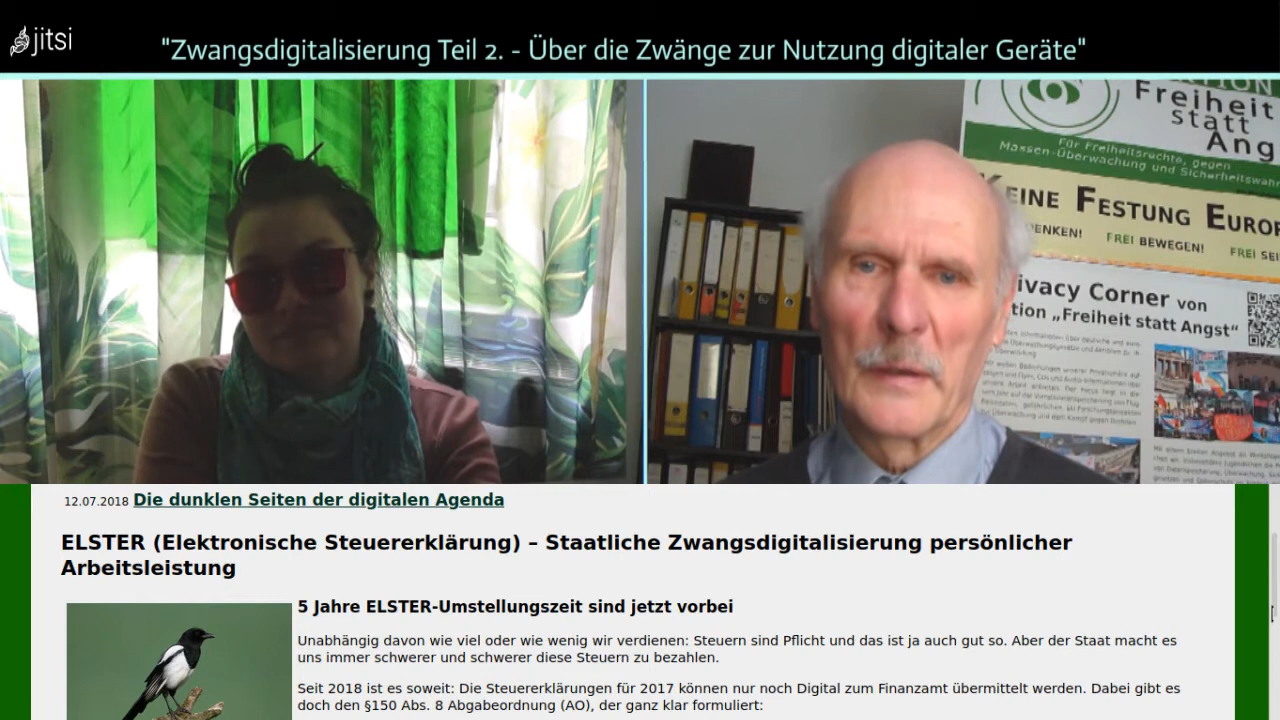 jitsi
"Zwangsdigitalisierung Teil 2. - Über die Zwänge zur Nutzung digitaler Geräte"
Freiheit
statt
Ang
Für Freiheitsrechte, gegen
Massen-Überwachung und Sicherheitswahn
KEINE FESTUNG EUROP
DENKEN! FREI BEWEGEN! FREI SEI
ivacy Corner von
tion „Freiheit statt Angst“
12.07.2018 Die dunklen Seiten der digitalen Agenda
ELSTER (Elektronische Steuererklärung) – Staatliche Zwangsdigitalisierung persönlicher
Arbeitsleistung
5 Jahre ELSTER-Umstellungszeit sind jetzt vorbei
Unabhängig davon wie viel oder wie wenig wir verdienen: Steuern sind Pflicht und das ist ja auch gut so. Aber der Staat macht es
uns immer schwerer und schwerer diese Steuern zu bezahlen.
Seit 2018 ist es soweit: Die Steuererklärungen für 2017 können nur noch Digital zum Finanzamt übermittelt werden. Dabei gibt es
doch den §150 Abs. 8 Abgabeordnung (AO), der ganz klar formuliert: